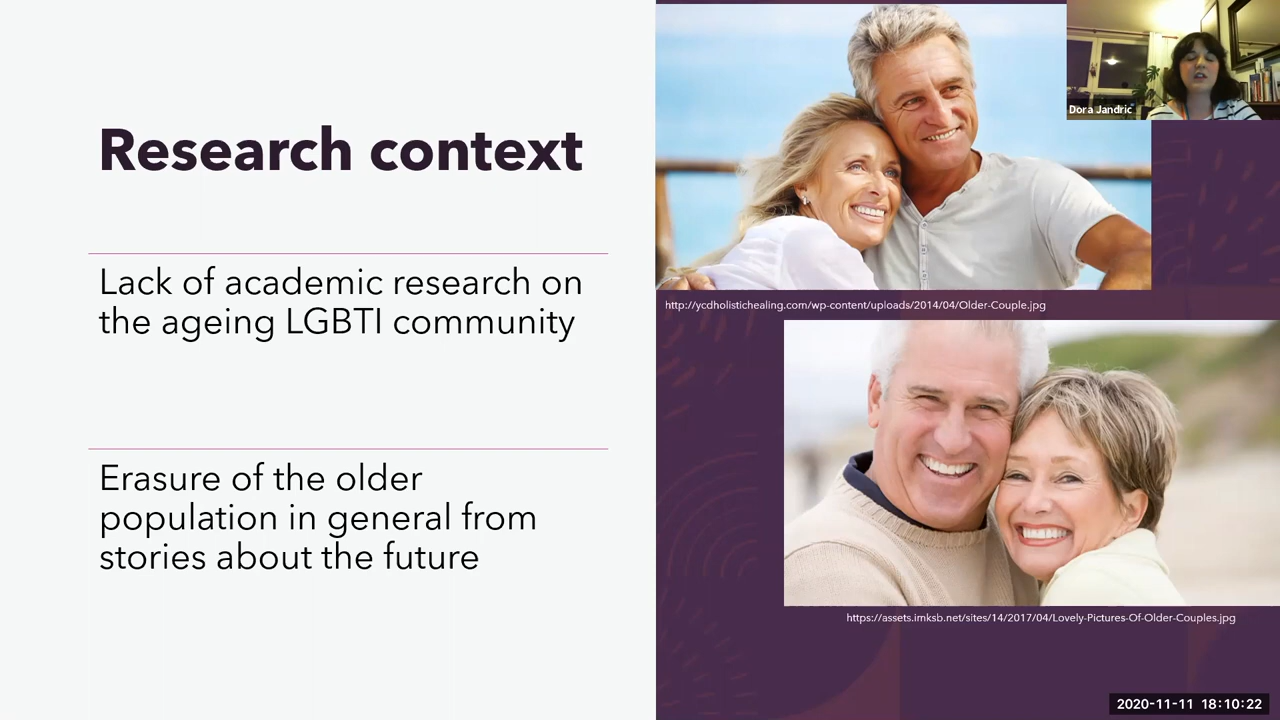 Research context
Lack of academic research on
the ageing LGBTI community
Erasure of the older
population in general from
stories about the future
Dora Jandric
http://ycdholistichealing.com/wp-content/uploads/2014/04/Older-Couple.jpg
https://assets.imksb.net/sites/14/2017/04/Lovely-Pictures-Of-Older-Couples.jpg
2020-11-11 18:10:22